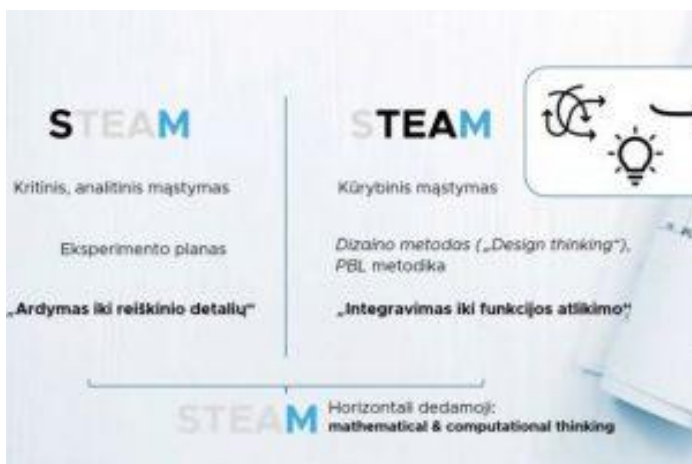 STEAM
Kritinis, analitinis mąstymas
Eksperimento planas
„Ardymas iki reiškinio detalių“
STEAM
Kūrybinis mąstymas
Dizaino metodas („Design thinking“),
PBL metodika
„Integravimas iki funkcijos atlikimo“
STEAM
Horizontali dedamoji:
mathematical & computational thinking